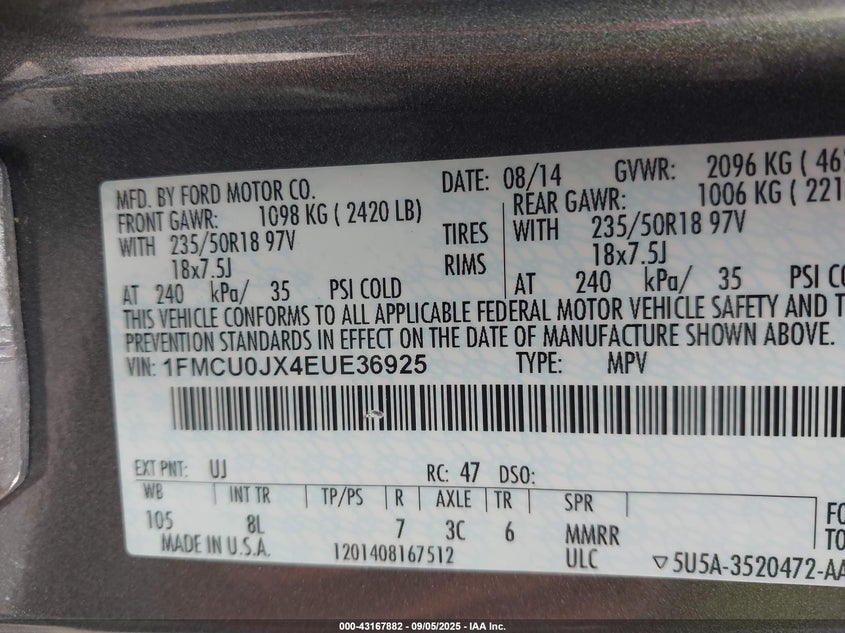 MFD. BY FORD MOTOR CO. DATE: 08/14 GVWR: 2096 KG ( 46
FRONT GAWR: 1098 KG ( 2420 LB) REAR GAWR: 1006 KG ( 221
WITH 235/50R18 97V TIRES WITH 235/50R18 97V
18x7.5J RIMS 18x7.5J
AT 240 kPa/ 35 PSI COLD AT 240 kPa/ 35 PSI CO
THIS VEHICLE CONFORMS TO ALL APPLICABLE FEDERAL MOTOR VEHICLE SAFETY AND T
PREVENTION STANDARDS IN EFFECT ON THE DATE OF MANUFACTURE SHOWN ABOVE.
VIN: 1FMCU0JX4EUE36925 TYPE: MPV
EXT PNT: UJ RC: 47 DSO:
WB INT TR TP/PS R AXLE TR SPR
105 8L 7 3C 6 MMRR
MADE IN U.S.A. 1201408167512 ULC
FO
TO
▽5U5A-3520472-AA
000-43167882 - 09/05/2025 - IAA Inc.